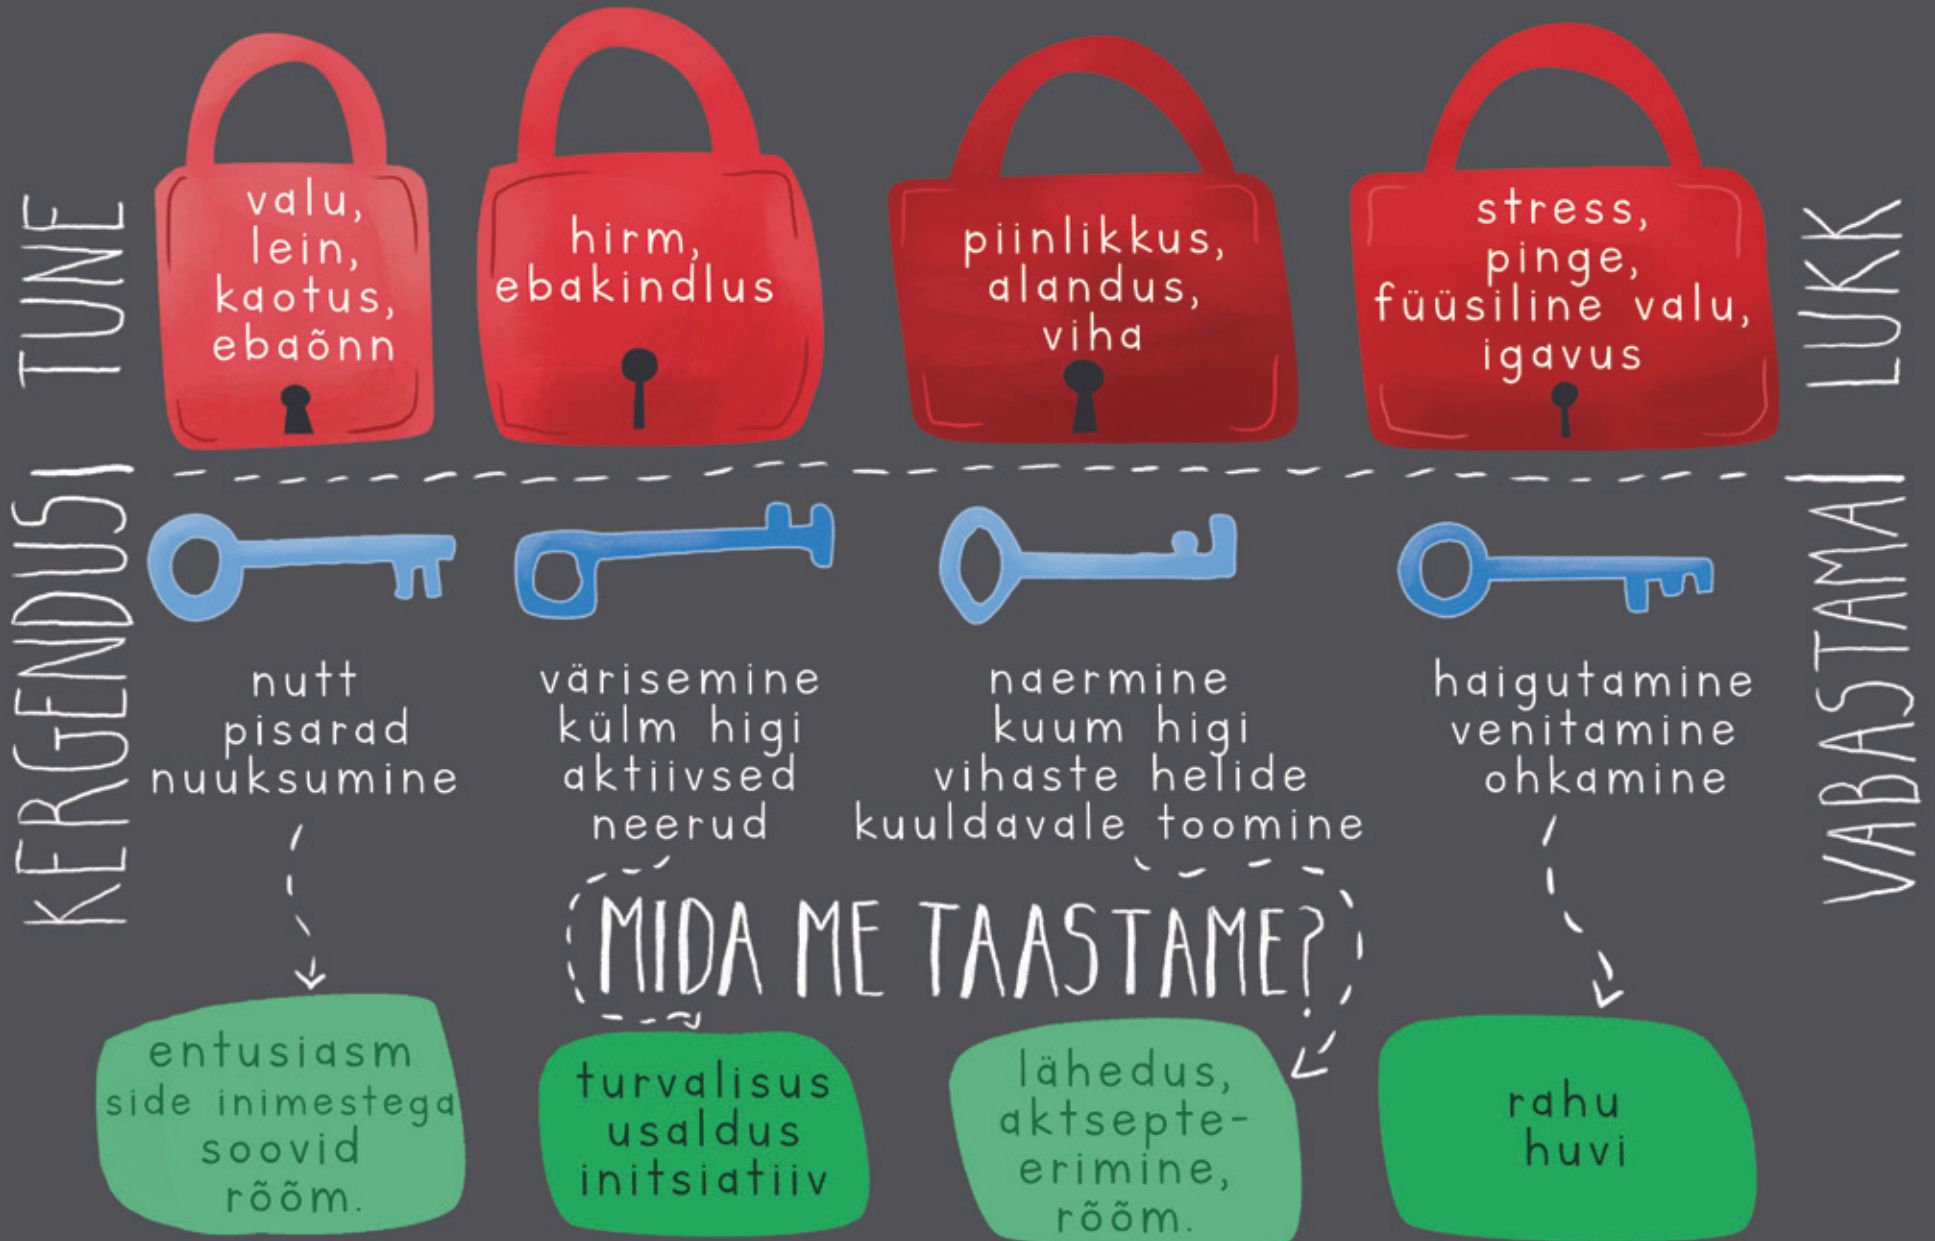 TUNE
valu,
lein,
kaotus,
ebaõnn
hirm,
ebakindlus
piinlikkus,
alandus,
viha
stress,
pinge,
füüsiline valu,
igavus
LUKK
KERGENDUS
nutt
pisarad
nuuksumine
värisemine
külm higi
aktiivsed
neerud
naermine
kuum higi
vihaste helide
kuuldavale toomine
haigutamine
venitamine
ohkamine
VABASTAMA
MIDA ME TAASTAME?
entusiasm
side inimestega
soovid
rõõm.
turvalisus
usaldus
initsiatiiv
lähedus,
aktsepte-
erimine,
rõõm.
rahu
huvi